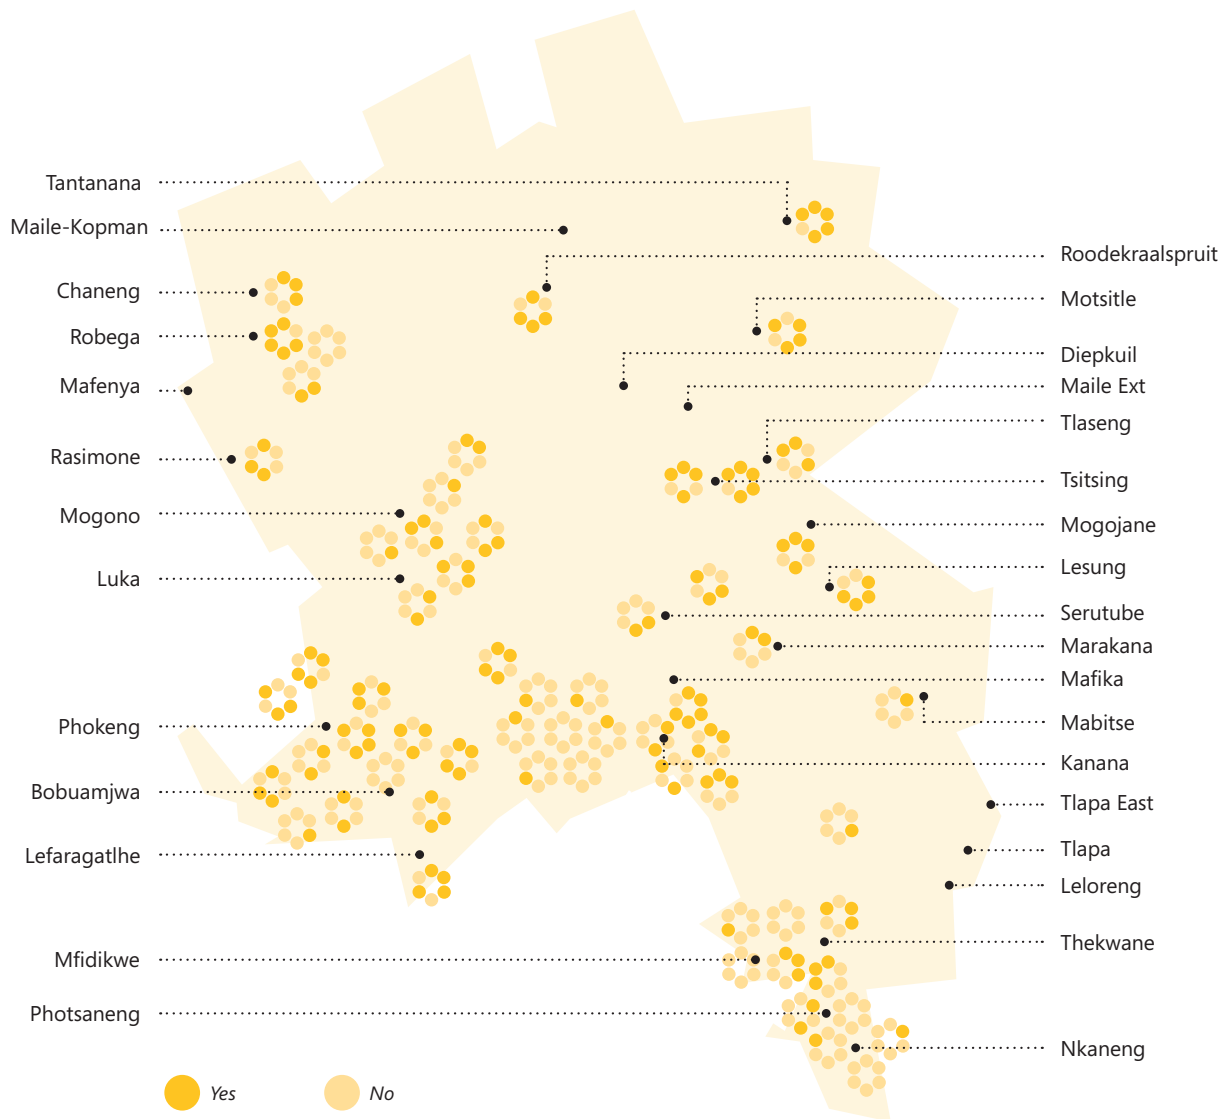 Tantanana
Maile-Kopman
Chaneng
Robega
Mafenya
Rasimone
Mogono
Luka
Phokeng
Bobuamjwa
Lefaragatlhe
Mfidikwe
Photsaneng
Roodekraalspruit
Motsitle
Diepkuil
Maile Ext
Tlaseng
Tsitsing
Mogojane
Lesung
Serutube
Marakana
Mafika
Mabitse
Kanana
Tlapa East
Tlapa
Leloreng
Thekwane
Nkaneng
Yes
No